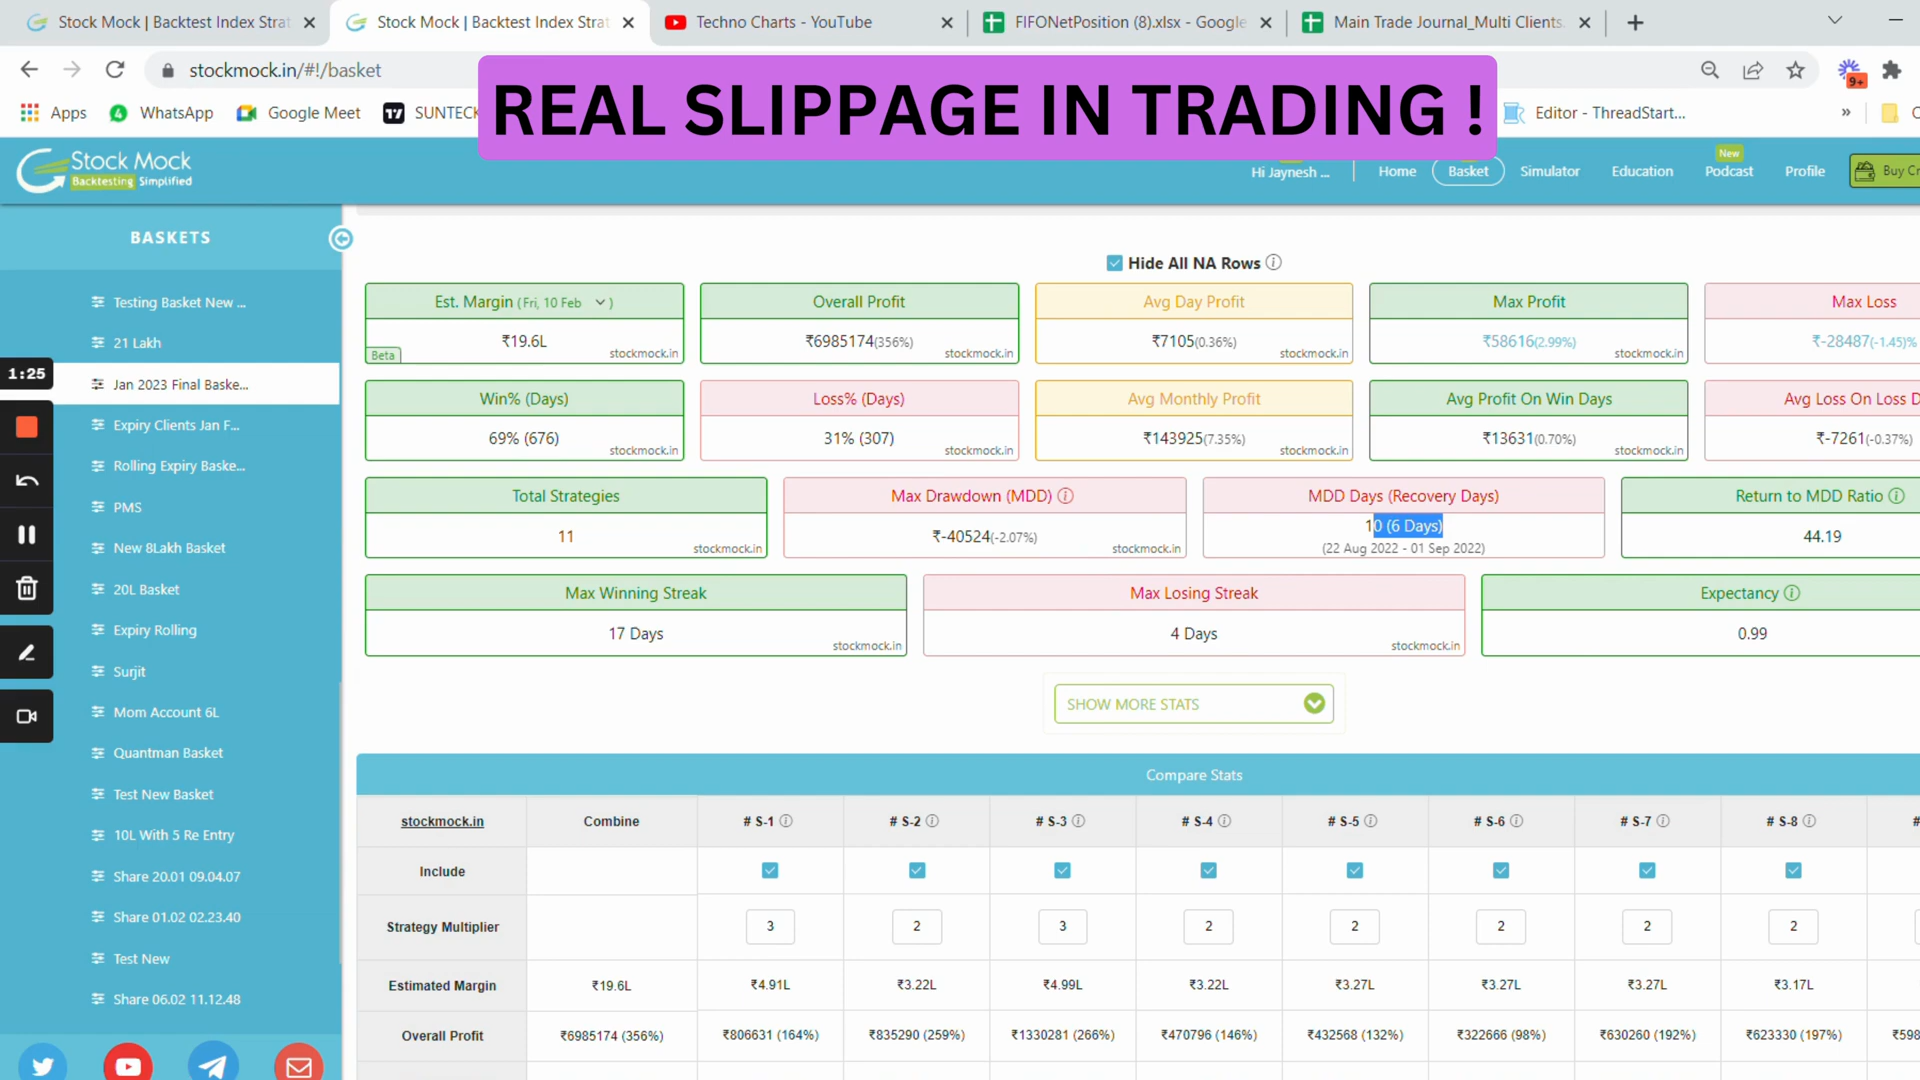 Stock Mock | Backtest Index Strat
Stock Mock | Backtest Index Strat
Techno Charts - YouTube
FIFONetPosition (8).xlsx - Google
Main Trade Journal_Multi Clients.
stockmock.in/#!/basket
9+
REAL SLIPPAGE IN TRADING !
Apps
WhatsApp
Google Meet
SUNTECK
Editor - ThreadStart...
Stock Mock
Backtesting Simplified
Hi Jaynesh ...
Home
Basket
Simulator
Education
New
Podcast
Profile
Buy Cr
BASKETS
Testing Basket New ...
21 Lakh
Jan 2023 Final Baske...
Expiry Clients Jan F...
Rolling Expiry Baske...
PMS
New 8Lakh Basket
20L Basket
Expiry Rolling
Surjit
Mom Account 6L
Quantman Basket
Test New Basket
10L With 5 Re Entry
Share 20.01 09.04.07
Share 01.02 02.23.40
Test New
Share 06.02 11.12.48
1:25
Hide All NA Rows
Est. Margin (Fri, 10 Feb )
₹19.6L
Beta
stockmock.in
Overall Profit
₹6985174(356%)
stockmock.in
Avg Day Profit
₹7105(0.36%)
stockmock.in
Max Profit
₹58616(2.99%)
stockmock.in
Max Loss
₹-28487(-1.45)%
Win% (Days)
69% (676)
stockmock.in
Loss% (Days)
31% (307)
stockmock.in
Avg Monthly Profit
₹143925(7.35%)
stockmock.in
Avg Profit On Win Days
₹13631(0.70%)
stockmock.in
Avg Loss On Loss D
₹-7261(-0.37%)
Total Strategies
11
stockmock.in
Max Drawdown (MDD)
₹-40524(-2.07%)
stockmock.in
MDD Days (Recovery Days)
10 (6 Days)
(22 Aug 2022 - 01 Sep 2022)
Return to MDD Ratio
44.19
Max Winning Streak
17 Days
stockmock.in
Max Losing Streak
4 Days
stockmock.in
Expectancy
0.99
SHOW MORE STATS
Compare Stats
stockmock.in Combine # S-1 # S-2 # S-3 # S-4 # S-5 # S-6 # S-7 # S-8 #
Include
Strategy Multiplier 3 2 3 2 2 2 2 2
Estimated Margin ₹19.6L ₹4.91L ₹3.22L ₹4.99L ₹3.22L ₹3.27L ₹3.27L ₹3.27L ₹3.17L
Overall Profit ₹6985174 (356%) ₹806631 (164%) ₹835290 (259%) ₹1330281 (266%) ₹470796 (146%) ₹432568 (132%) ₹322666 (98%) ₹630260 (192%) ₹623330 (197%) ₹598